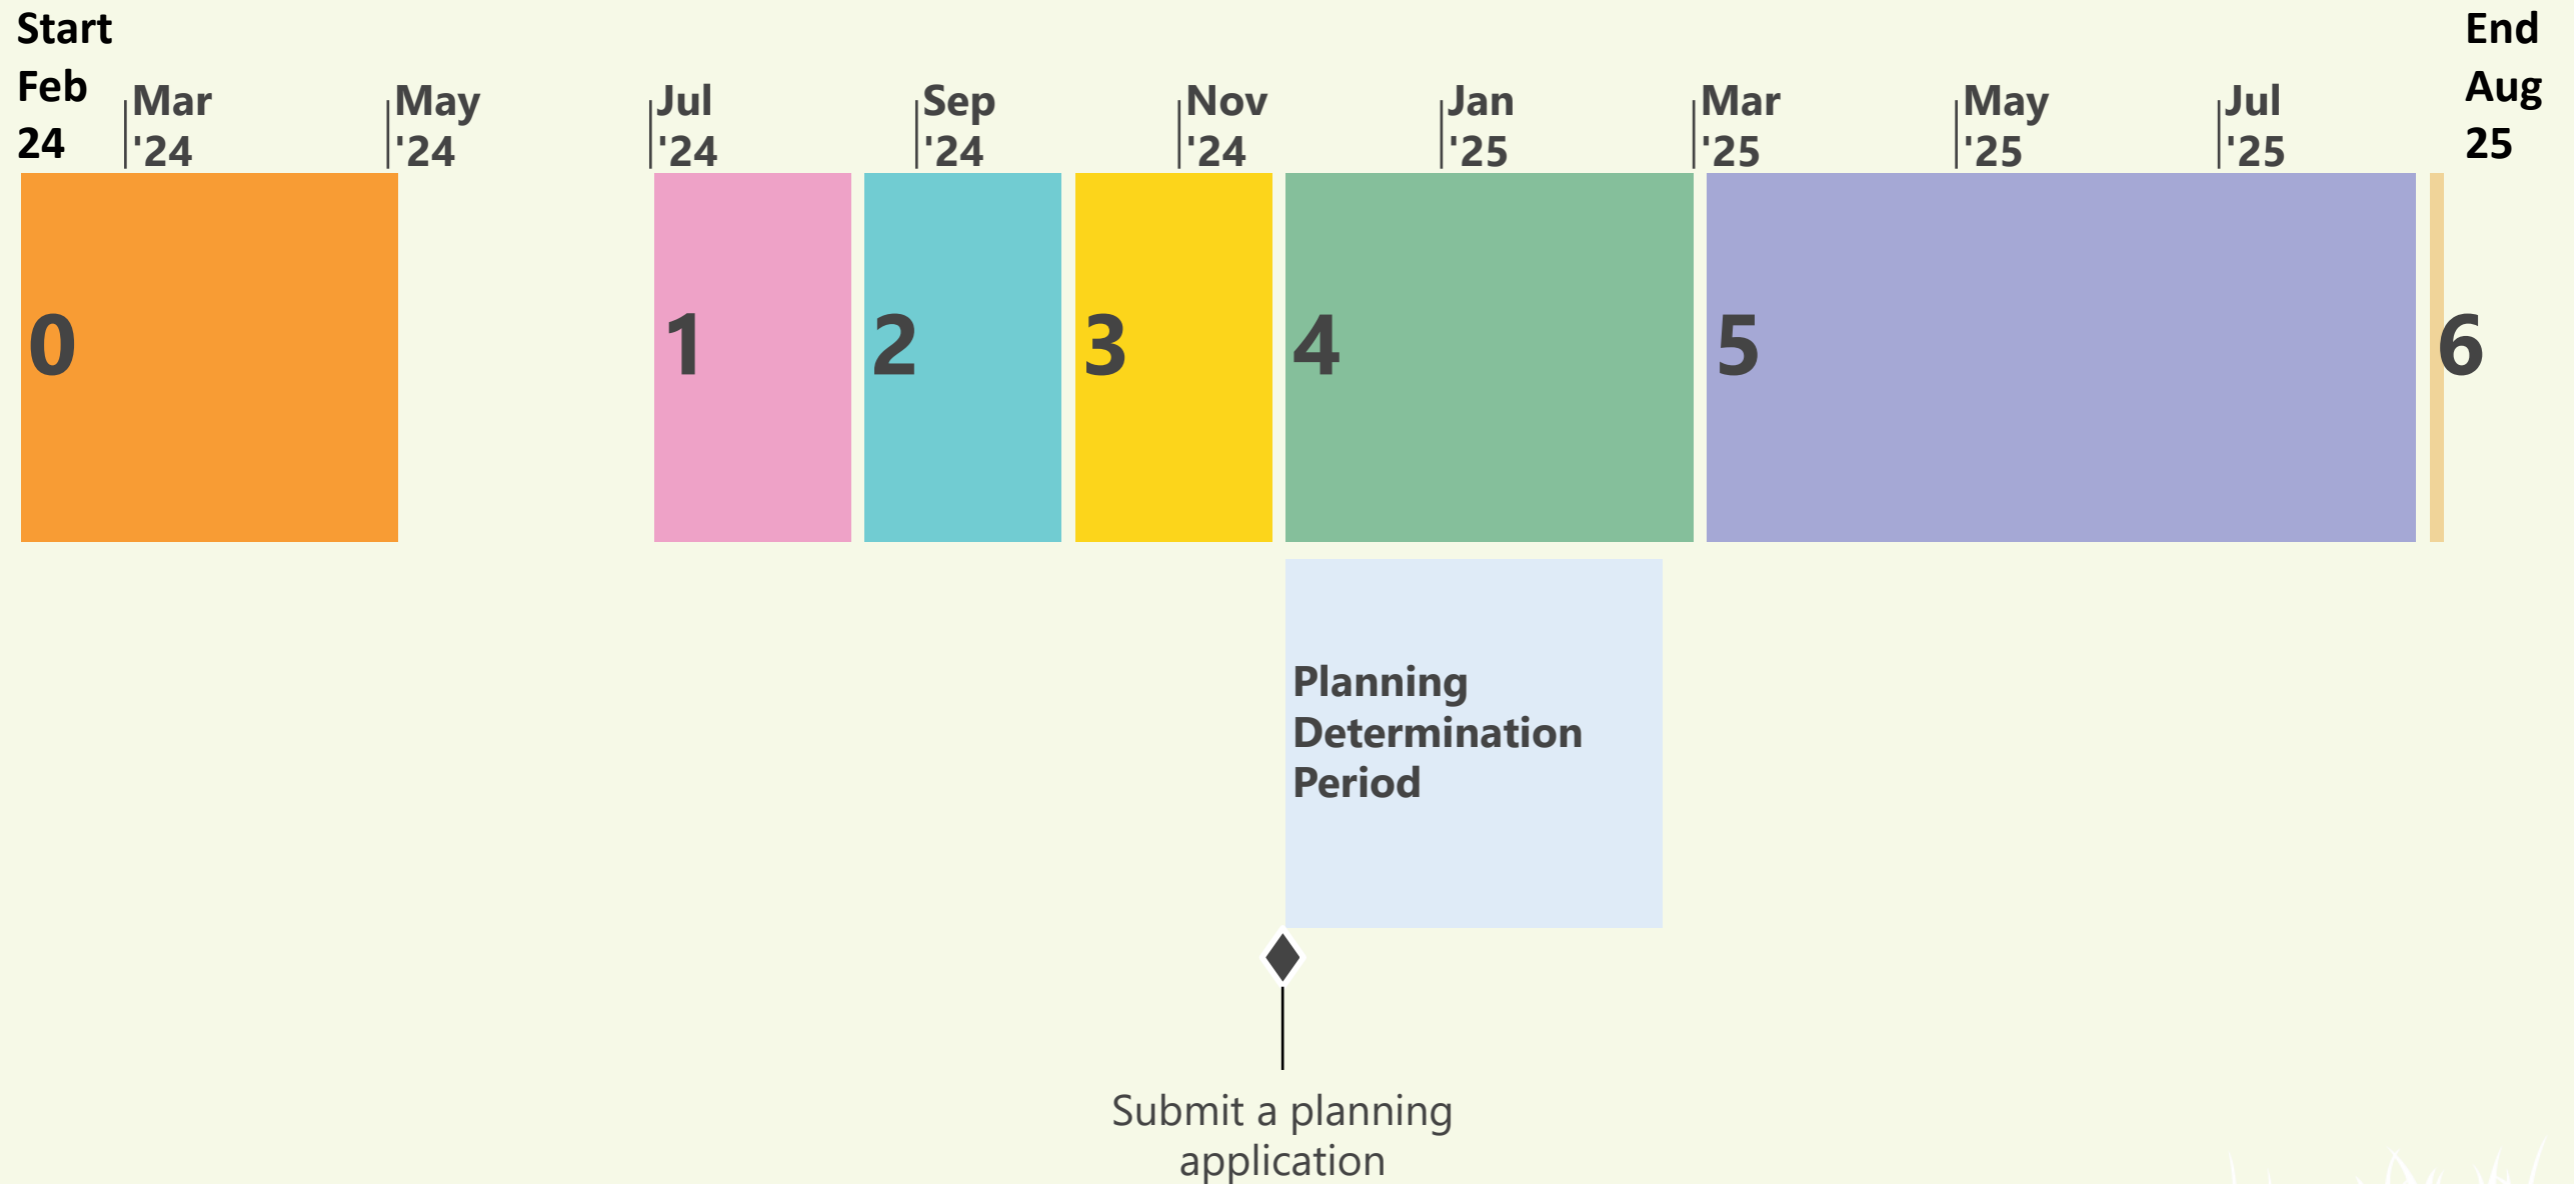 Start
Feb
24
Mar
'24
May
'24
Jul
'24
Sep
'24
Nov
'24
Jan
'25
Mar
'25
May
'25
Jul
'25
End
Aug
25
0
1
2
3
4
5
6
Planning
Determination
Period
Submit a planning
application